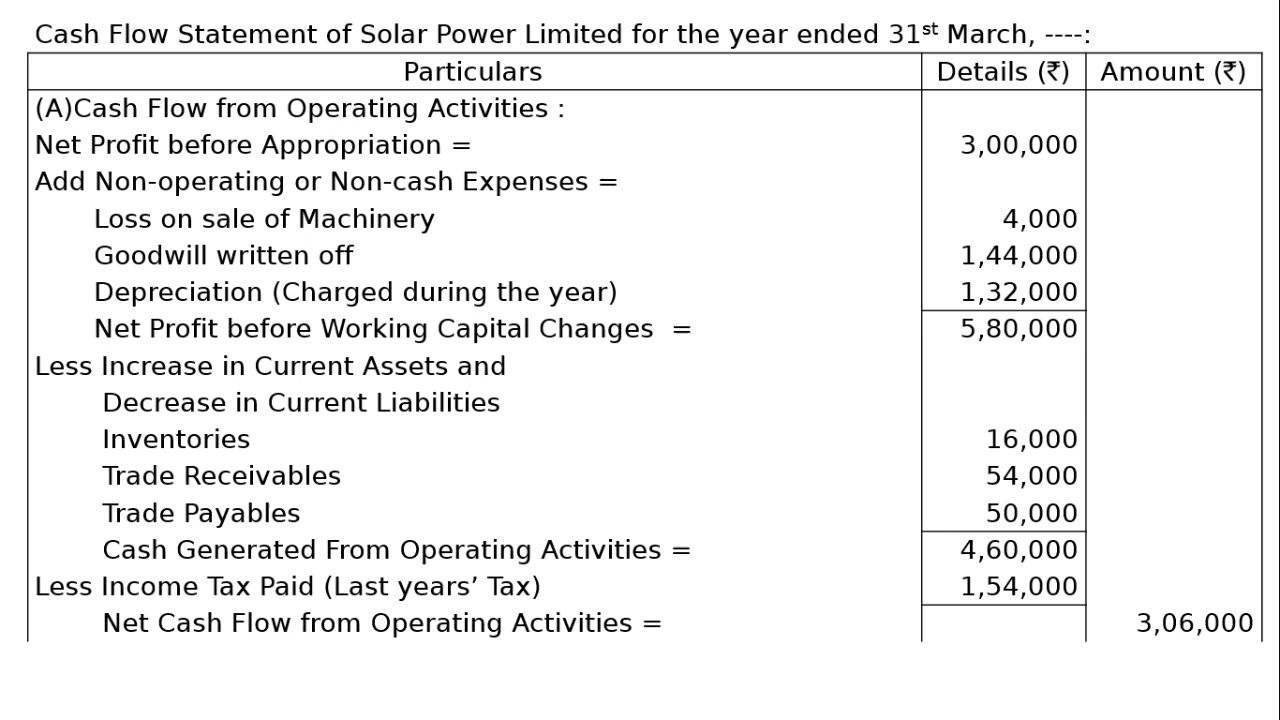 Cash Flow Statement of Solar Power Limited for the year ended 31st March, ----:
Particulars Details (₹) Amount (₹)
(A)Cash Flow from Operating Activities :
Net Profit before Appropriation = 3,00,000
Add Non-operating or Non-cash Expenses =
Loss on sale of Machinery 4,000
Goodwill written off 1,44,000
Depreciation (Charged during the year) 1,32,000
Net Profit before Working Capital Changes = 5,80,000
Less Increase in Current Assets and
Decrease in Current Liabilities
Inventories 16,000
Trade Receivables 54,000
Trade Payables 50,000
Cash Generated From Operating Activities = 4,60,000
Less Income Tax Paid (Last years’ Tax) 1,54,000
Net Cash Flow from Operating Activities = 3,06,000